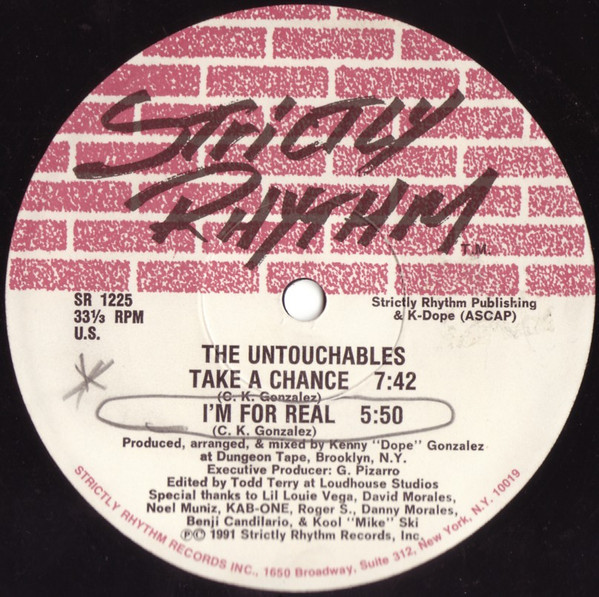 STRICTLY
RHYTHM
T.M.
SR 1225
33⅓ RPM
U.S.
Strictly Rhythm Publishing
& K-Dope (ASCAP)
THE UNTOUCHABLES
TAKE A CHANCE 7:42
(C. K. Gonzalez)
I'M FOR REAL 5:50
(C. K. Gonzalez)
Produced, arranged, & mixed by Kenny "Dope" Gonzalez
at Dungeon Tape, Brooklyn, N.Y.
Executive Producer: G. Pizarro
Edited by Todd Terry at Loudhouse Studios
Special thanks to Lil Louie Vega, David Morales,
Noel Muniz, KAB-ONE, Roger S., Danny Morales,
Benji Candilario, & Kool "Mike" Ski
℗© 1991 Strictly Rhythm Records, Inc.
STRICTLY RHYTHM RECORDS INC., 1650 Broadway, Suite 312, New York, N.Y. 10019